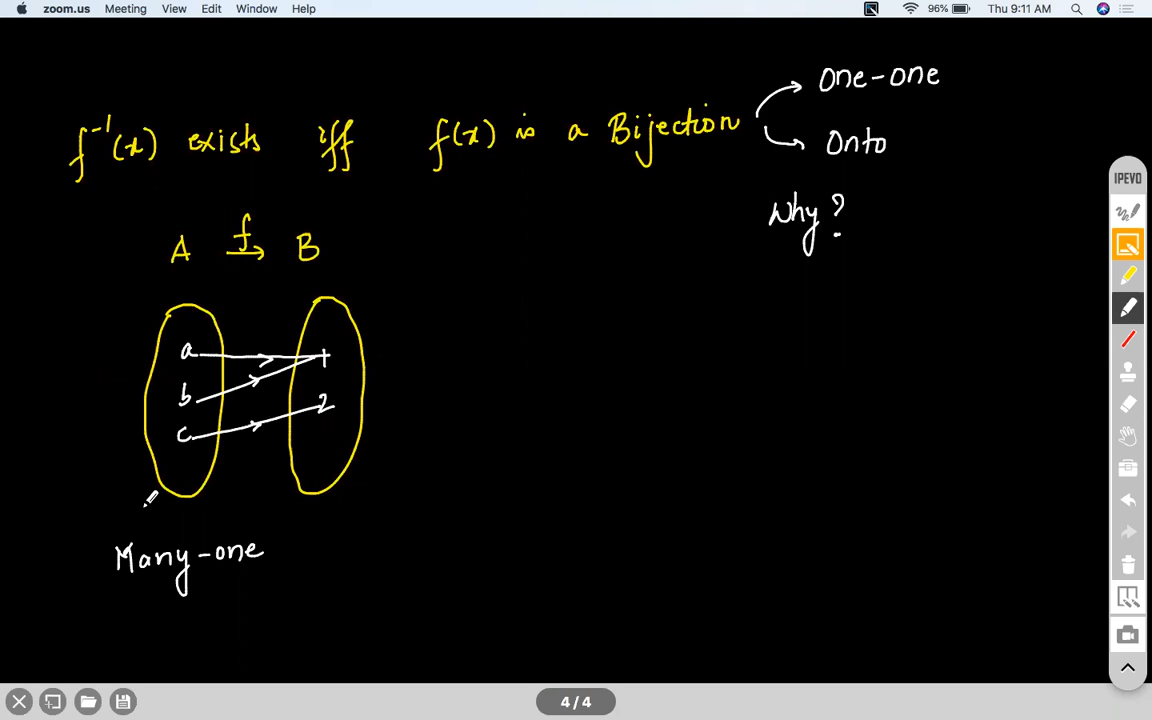 zoom.us Meeting View Edit Window Help 96% Thu 9:11 AM
One-one
f⁻¹(x) exists iff f(x) is a Bijection
Onto
Why?
A f B
IPEVO
a 1
b 2
c
Many-one
4/4